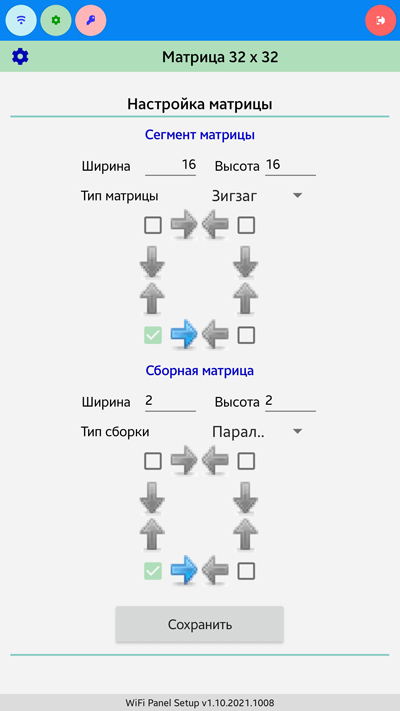 Матрица 32 x 32
Настройка матрицы
Сегмент матрицы
Ширина 16 Высота 16
Тип матрицы Зигзаг
Сборная матрица
Ширина 2 Высота 2
Тип сборки Парал..
Сохранить
WiFi Panel Setup v1.10.2021.1008